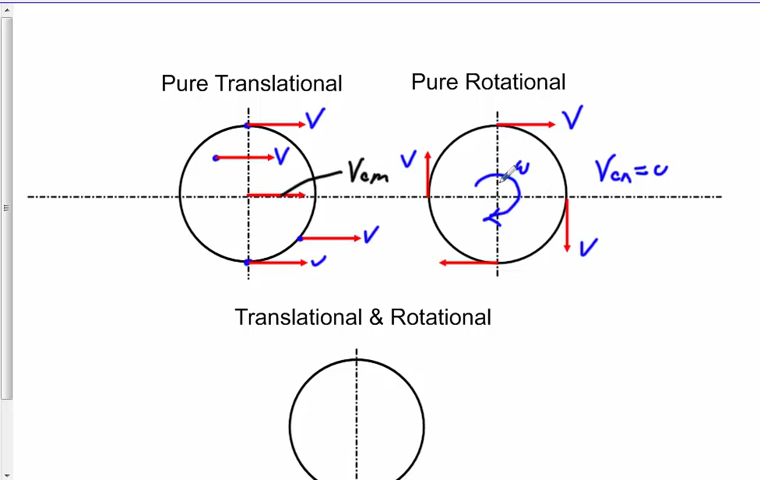 Pure Translational
Pure Rotational
V
V
V
V
Vcm
ω
Vcm=0
V
V
V
Translational & Rotational